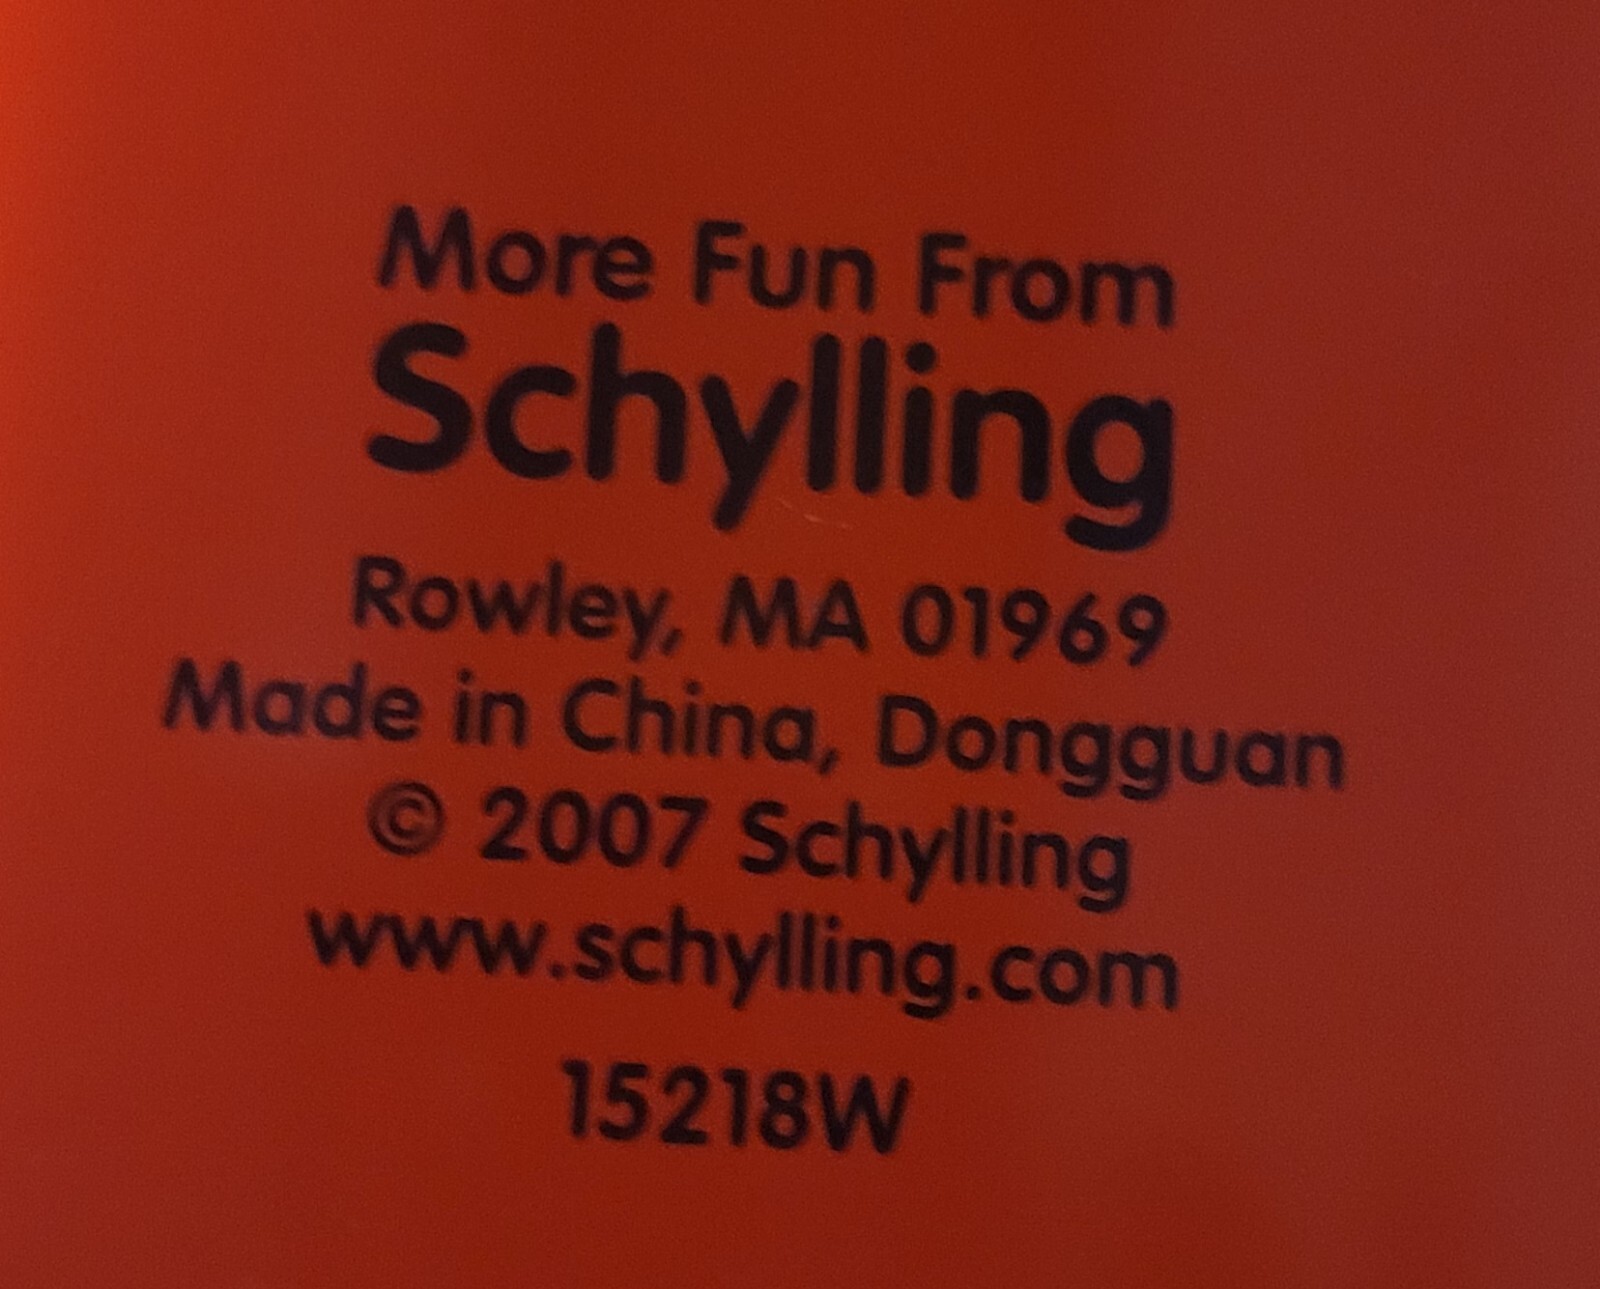 More Fun From
Schylling
Rowley, MA 01969
Made in China, Dongguan
© 2007 Schylling
www.schylling.com
15218W